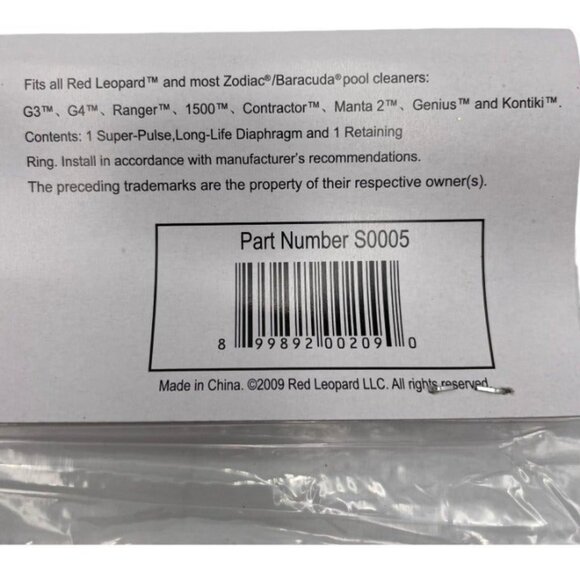 Fits all Red Leopard™ and most Zodiac®/Baracuda® pool cleaners:
G3™、G4™、Ranger™、1500™、Contractor™、Manta 2™、Genius™ and Kontiki™.
Contents: 1 Super-Pulse,Long-Life Diaphragm and 1 Retaining
Ring. Install in accordance with manufacturer's recommendations.
The preceding trademarks are the property of their respective owner(s).
Part Number S0005
8 99892 00209 0
Made in China. ©2009 Red Leopard LLC. All rights reserved.